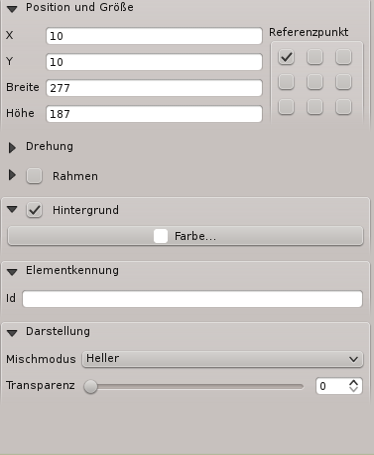 Position und Größe
X 10
Referenzpunkt
Y 10
Breite 277
Höhe 187
Drehung
Rahmen
Hintergrund
Farbe...
Elementkennung
Id
Darstellung
Mischmodus Heller
Transparenz 0